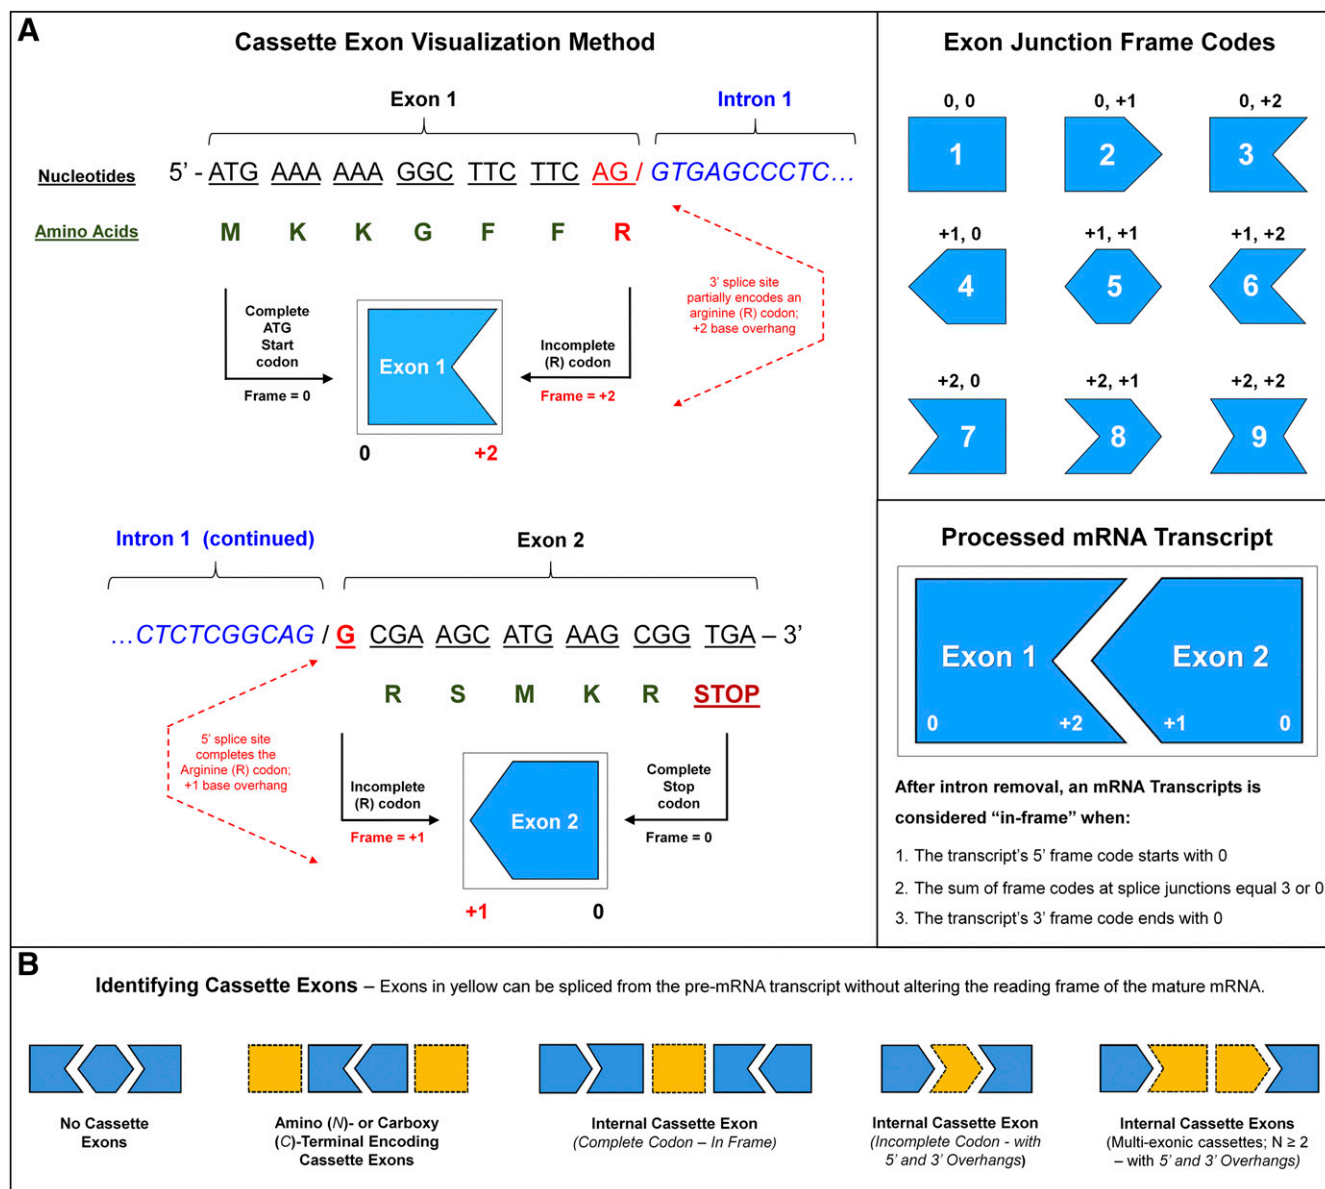 A
Cassette Exon Visualization Method
Exon 1
Intron 1
Nucleotides
5’ - ATG AAA AAA GGC TTC TTC AG / GTGAGCCCTC...
Amino Acids
M K K G F F R
Complete
ATG
Start
codon
Frame = 0
Exon 1
0
+2
Incomplete
(R) codon
Frame = +2
3’ splice site
partially encodes an
arginine (R) codon;
+2 base overhang
Intron 1 (continued)
Exon 2
...CTCTCGGCAG / G CGA AGC ATG AAG CGG TGA – 3’
R S M K R STOP
5’ splice site
completes the
Arginine (R) codon;
+1 base overhang
Incomplete
(R) codon
Frame = +1
Exon 2
+1
0
Complete
Stop
codon
Frame = 0
Exon Junction Frame Codes
0, 0
0, +1
0, +2
1
2
3
+1, 0
+1, +1
+1, +2
4
5
6
+2, 0
+2, +1
+2, +2
7
8
9
Processed mRNA Transcript
Exon 1
Exon 2
0
+2
+1
0
After intron removal, an mRNA Transcripts is
considered “in-frame” when:
1. The transcript’s 5’ frame code starts with 0
2. The sum of frame codes at splice junctions equal 3 or 0
3. The transcript’s 3’ frame code ends with 0
B
Identifying Cassette Exons – Exons in yellow can be spliced from the pre-mRNA transcript without altering the reading frame of the mature mRNA.
No Cassette
Exons
Amino (N)- or Carboxy
(C)-Terminal Encoding
Cassette Exons
Internal Cassette Exon
(Complete Codon – In Frame)
Internal Cassette Exon
(Incomplete Codon - with
5’ and 3’ Overhangs)
Internal Cassette Exons
(Multi-exonic cassettes; N ≥ 2
– with 5’ and 3’ Overhangs)